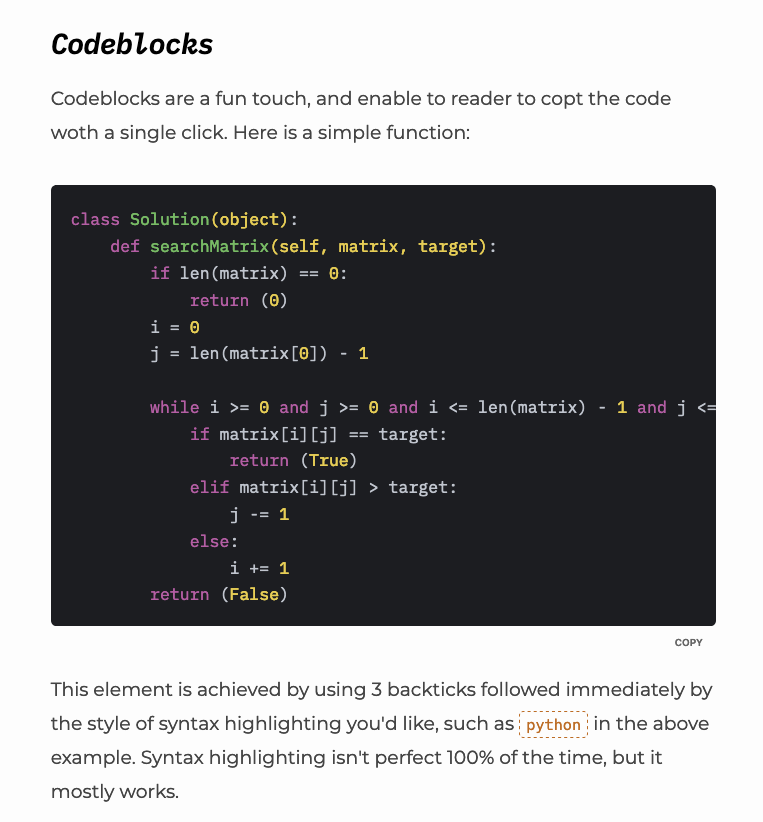 Codeblocks
Codeblocks are a fun touch, and enable to reader to copt the code
woth a single click. Here is a simple function:
class Solution(object):
    def searchMatrix(self, matrix, target):
        if len(matrix) == 0:
            return (0)
        i = 0
        j = len(matrix[0]) - 1
        while i >= 0 and j >= 0 and i <= len(matrix) - 1 and j <=
            if matrix[i][j] == target:
                return (True)
            elif matrix[i][j] > target:
                j -= 1
            else:
                i += 1
        return (False)
COPY
This element is achieved by using 3 backticks followed immediately by
the style of syntax highlighting you'd like, such as python in the above
example. Syntax highlighting isn't perfect 100% of the time, but it
mostly works.